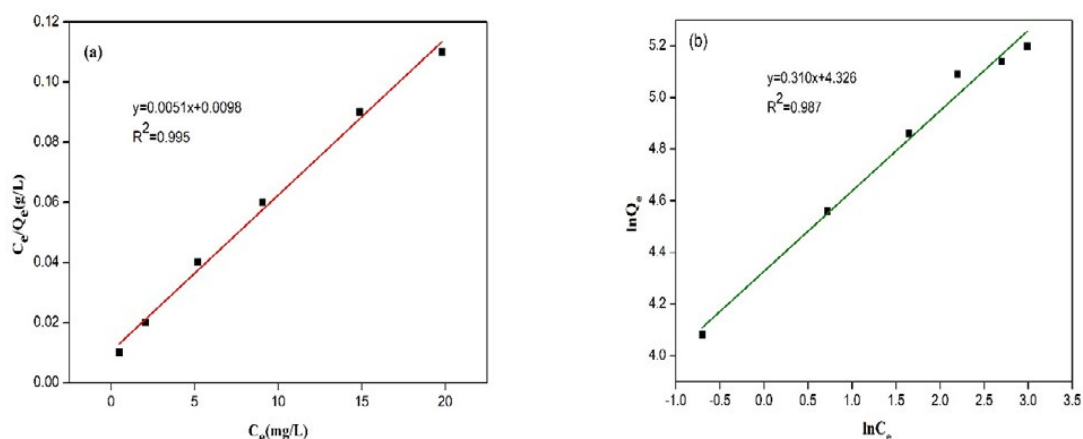 (a)
y=0.0051x+0.0098
R²=0.995
0.12
0.10
0.08
0.06
0.04
0.02
0.00
Cₑ/Qₑ(g/L)
0 5 10 15 20
Cₑ(mg/L)
(b)
y=0.310x+4.326
R²=0.987
5.2
5.0
4.8
4.6
4.4
4.2
4.0
lnQₑ
-1.0 -0.5 0.0 0.5 1.0 1.5 2.0 2.5 3.0 3.5
lnCₑ